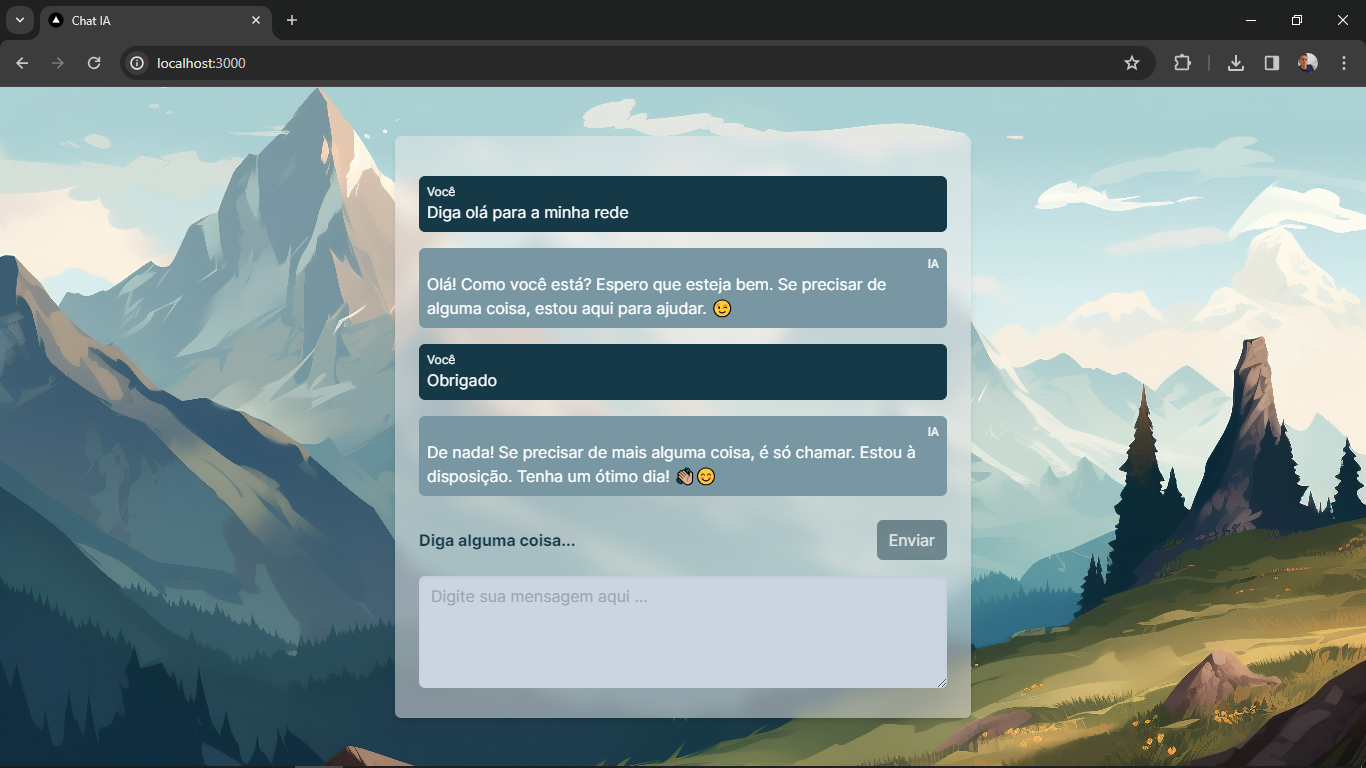 Chat IA
localhost:3000
Você
Diga olá para a minha rede
IA
Olá! Como você está? Espero que esteja bem. Se precisar de
alguma coisa, estou aqui para ajudar. 😉
Você
Obrigado
IA
De nada! Se precisar de mais alguma coisa, é só chamar. Estou à
disposição. Tenha um ótimo dia! 👋🏽😊
Diga alguma coisa...
Enviar
Digite sua mensagem aqui ...